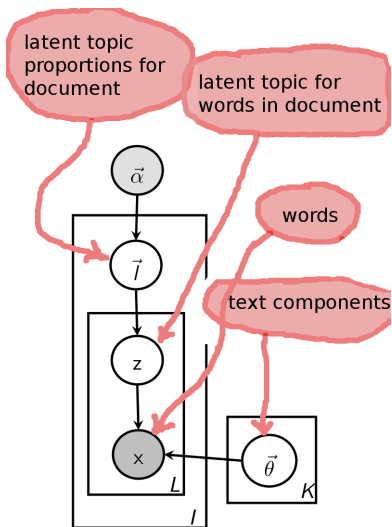 latent topic
proportions for
document
latent topic for
words in document
α⃗
words
l⃗
text components
z
x
θ⃗
L
K
I